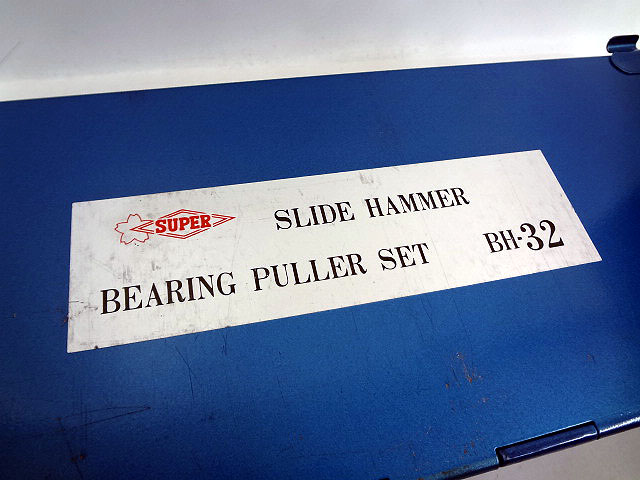 SUPER SLIDE HAMMER
BEARING PULLER SET BH-32